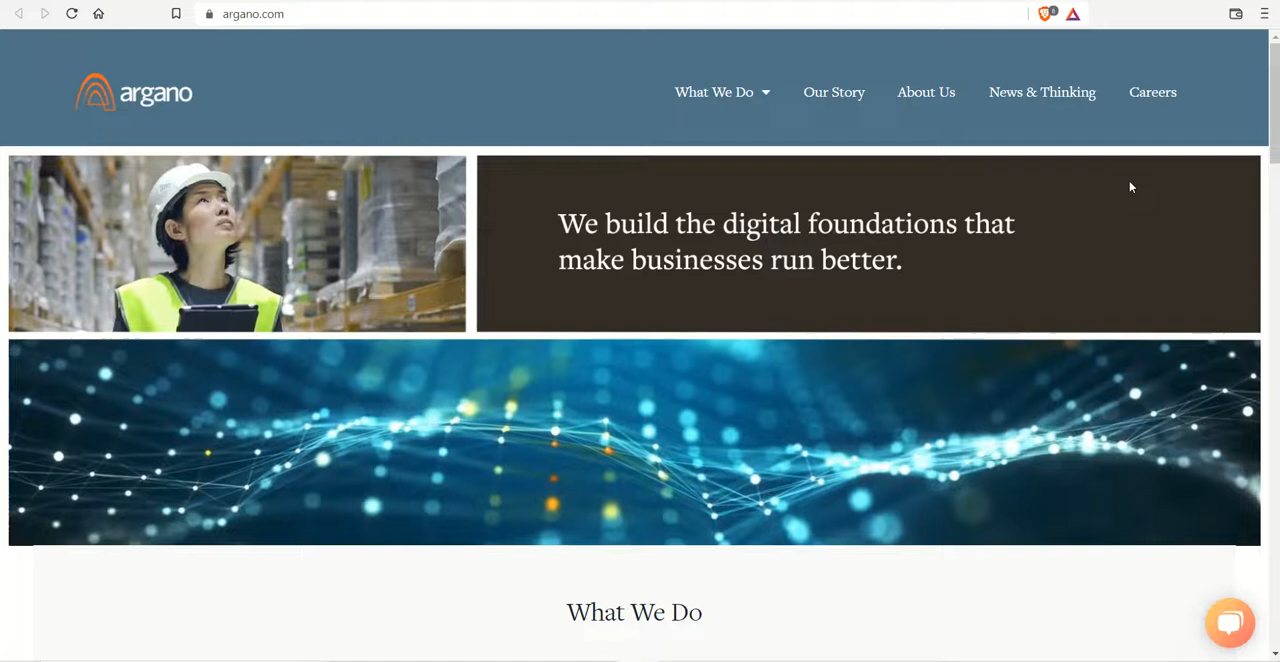 argano.com
argano
What We Do
Our Story
About Us
News & Thinking
Careers
We build the digital foundations that
make businesses run better.
What We Do